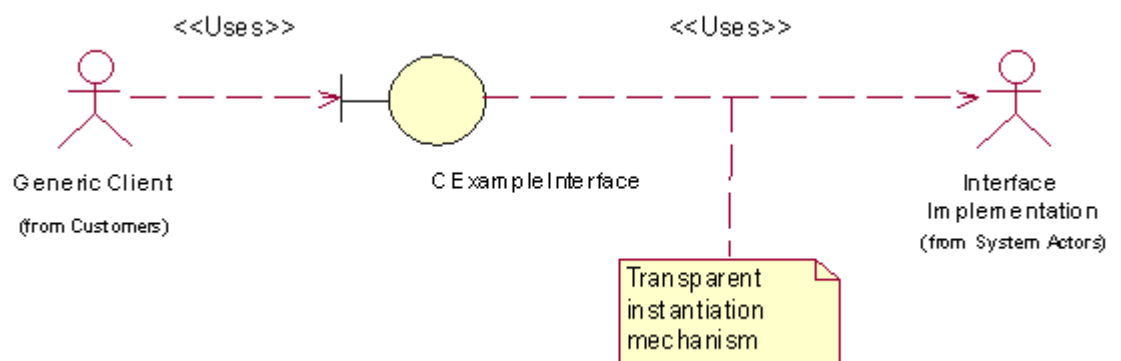 <<Uses>>
<<Uses>>
Generic Client
(from Customers)
CExampleInterface
Interface
Implementation
(from System Actors)
Transparent
instantiation
mechanism